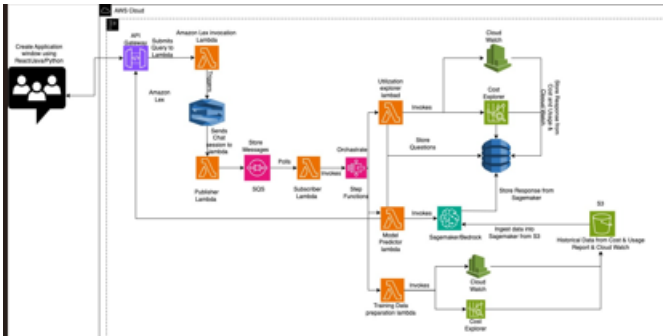 AWS Cloud
Create Application
window using
React/Java/Python
API
Gateway
Submits
Query to
Lambda
Amazon Lex invocation
Lambda
Amazon
Lex
Sends
Chat
session to
lambda
Publisher
Lambda
Store
Messages
SQS
Polls
Subscriber
Lambda
Invokes
Orchestrate
Step
Functions
Utilization
explorer
lambad
Invokes
Cloud
Watch
Cost
Explorer
Store Response from
Cost and Usage &
Cloud Watch
Store
Questions
Store Response from
Sagemaker
Model
Predictor
lambda
Invokes
Sagemaker/Bedrock
Ingest data into
Sagemaker from S3
S3
Historical Data from Cost & Usage
Report & Cloud Watch
Training Data
preparation lambda
Invokes
Cloud
Watch
Cost
Explorer